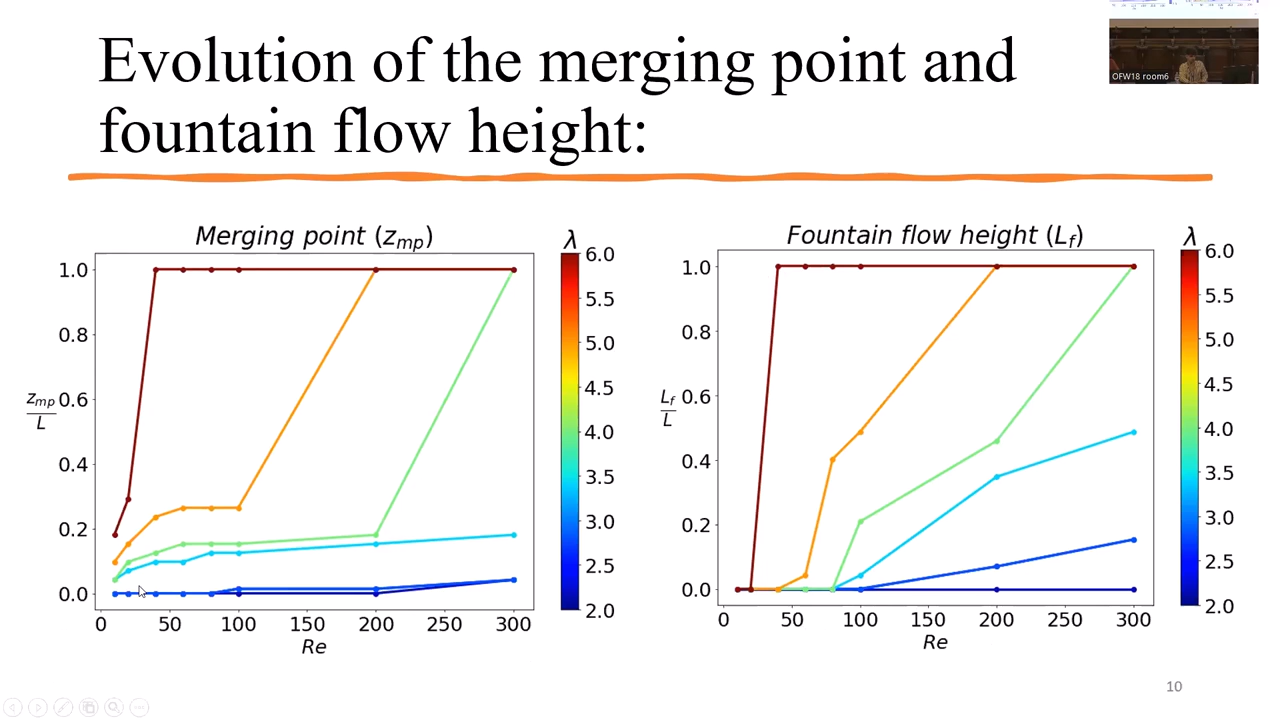 Evolution of the merging point and
fountain flow height:
OFW18 room6
Merging point (z_mp)
λ
1.0
0.8
0.6
0.4
0.2
0.0
z_mp
L
0 50 100 150 200 250 300
Re
6.0
5.5
5.0
4.5
4.0
3.5
3.0
2.5
2.0
Fountain flow height (L_f)
λ
1.0
0.8
0.6
0.4
0.2
0.0
L_f
L
0 50 100 150 200 250 300
Re
6.0
5.5
5.0
4.5
4.0
3.5
3.0
2.5
2.0
10